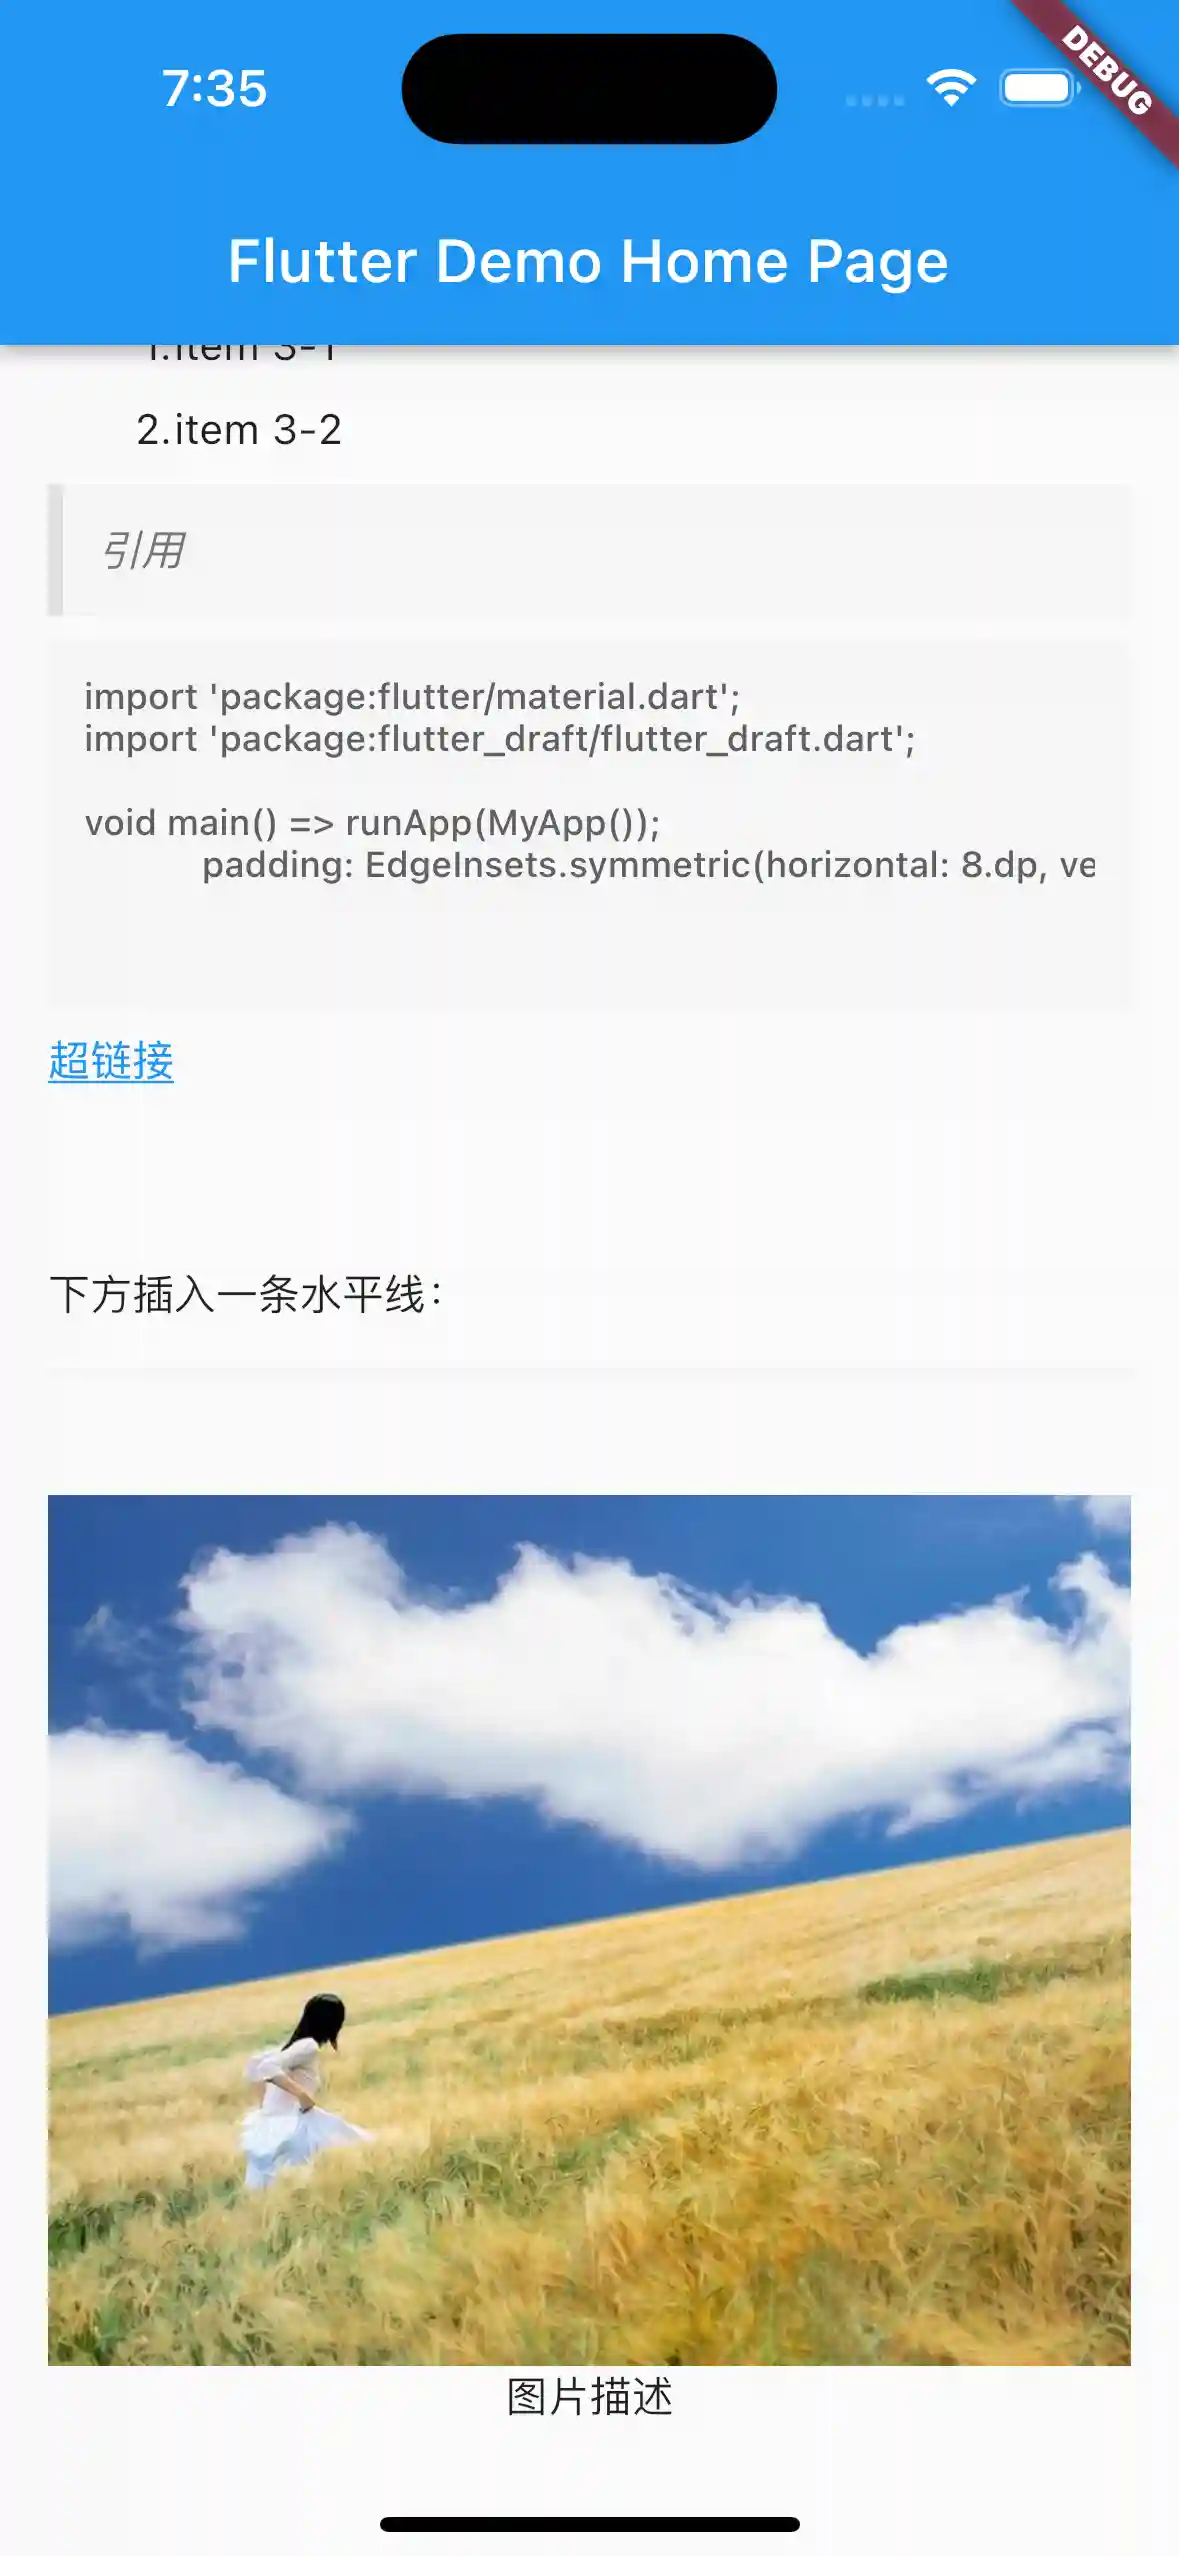 7:35
DEBUG
Flutter Demo Home Page
1.item 3-1
2.item 3-2
引用
import 'package:flutter/material.dart';
import 'package:flutter_draft/flutter_draft.dart';
void main() => runApp(MyApp());
padding: EdgeInsets.symmetric(horizontal: 8.dp, ve
超链接
下方插入一条水平线：
图片描述